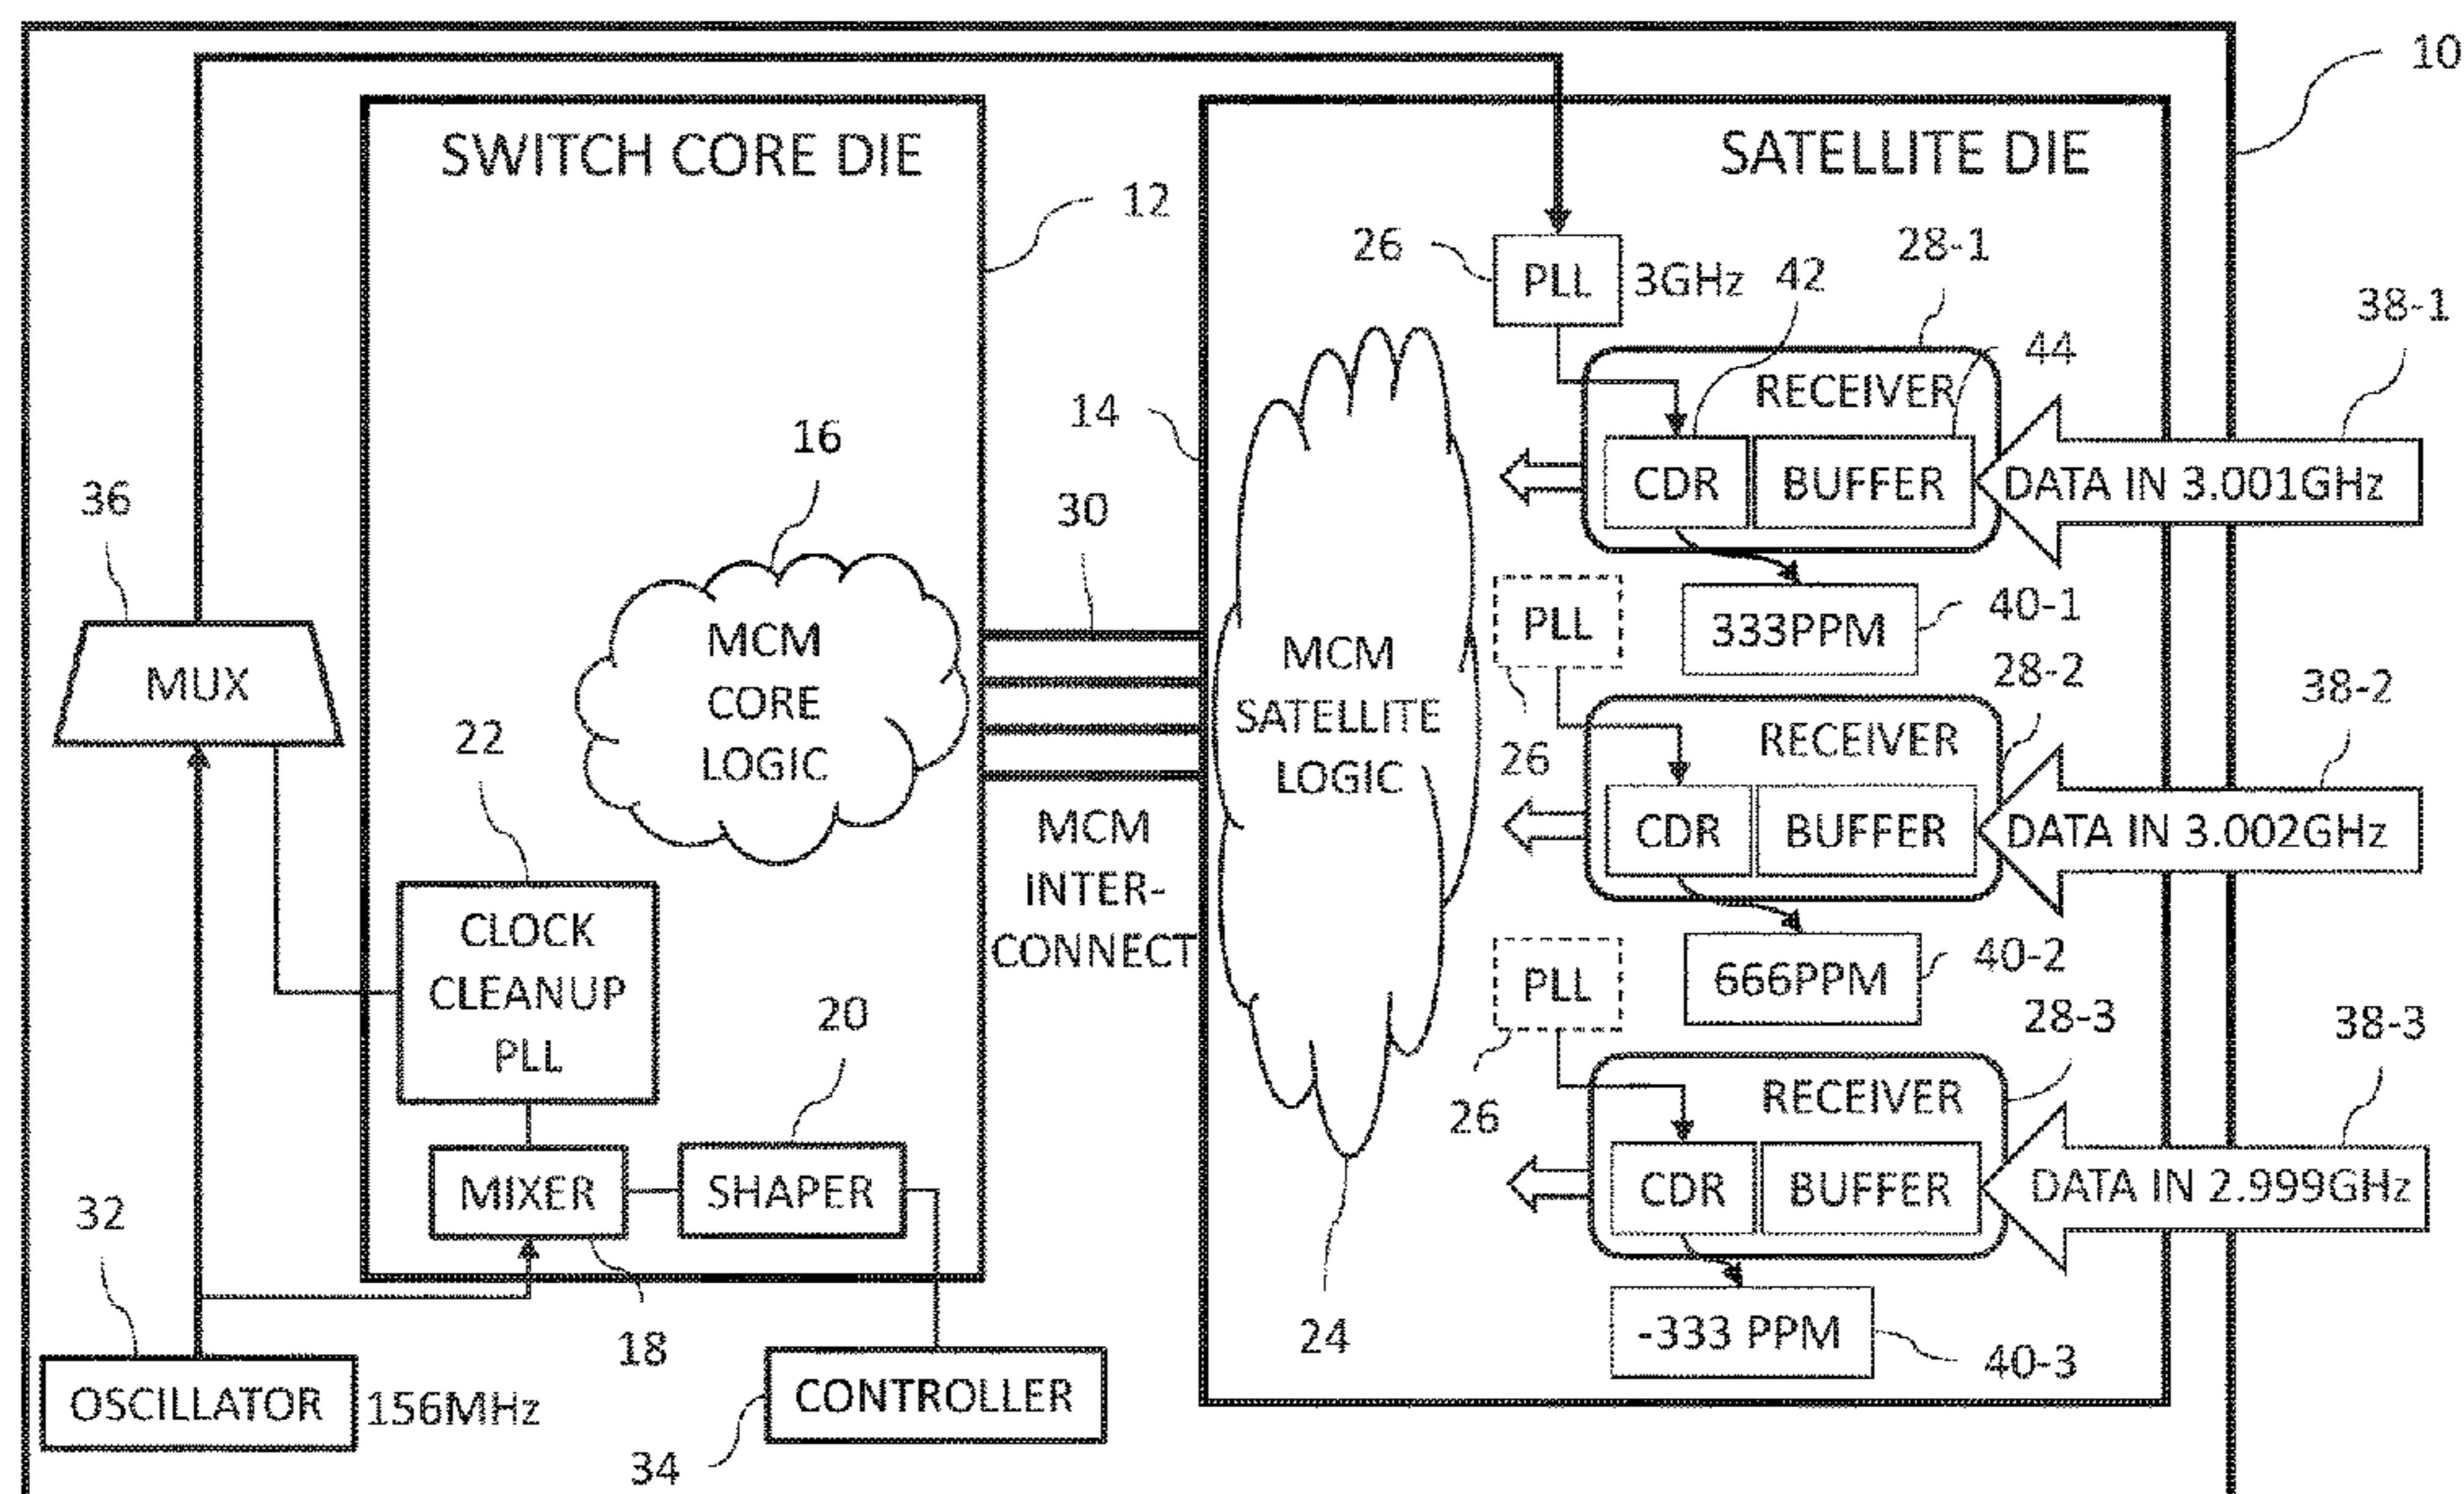 10
SWITCH CORE DIE
SATELLITE DIE
12
26
PLL
3GHz
42
28-1
38-1
44
RECEIVER
14
16
36
30
CDR
BUFFER
DATA IN 3.001GHz
PLL
333PPM
40-1
MCM
CORE
LOGIC
MUX
MCM
SATELLITE
LOGIC
28-2
38-2
22
26
RECEIVER
CDR
BUFFER
DATA IN 3.002GHz
MCM
INTER-
CONNECT
CLOCK
CLEANUP
PLL
PLL
666PPM
40-2
20
28-3
38-3
26
RECEIVER
MIXER
SHAPER
CDR
BUFFER
DATA IN 2.999GHz
32
18
24
-333 PPM
40-3
OSCILLATOR
156MHz
CONTROLLER
34